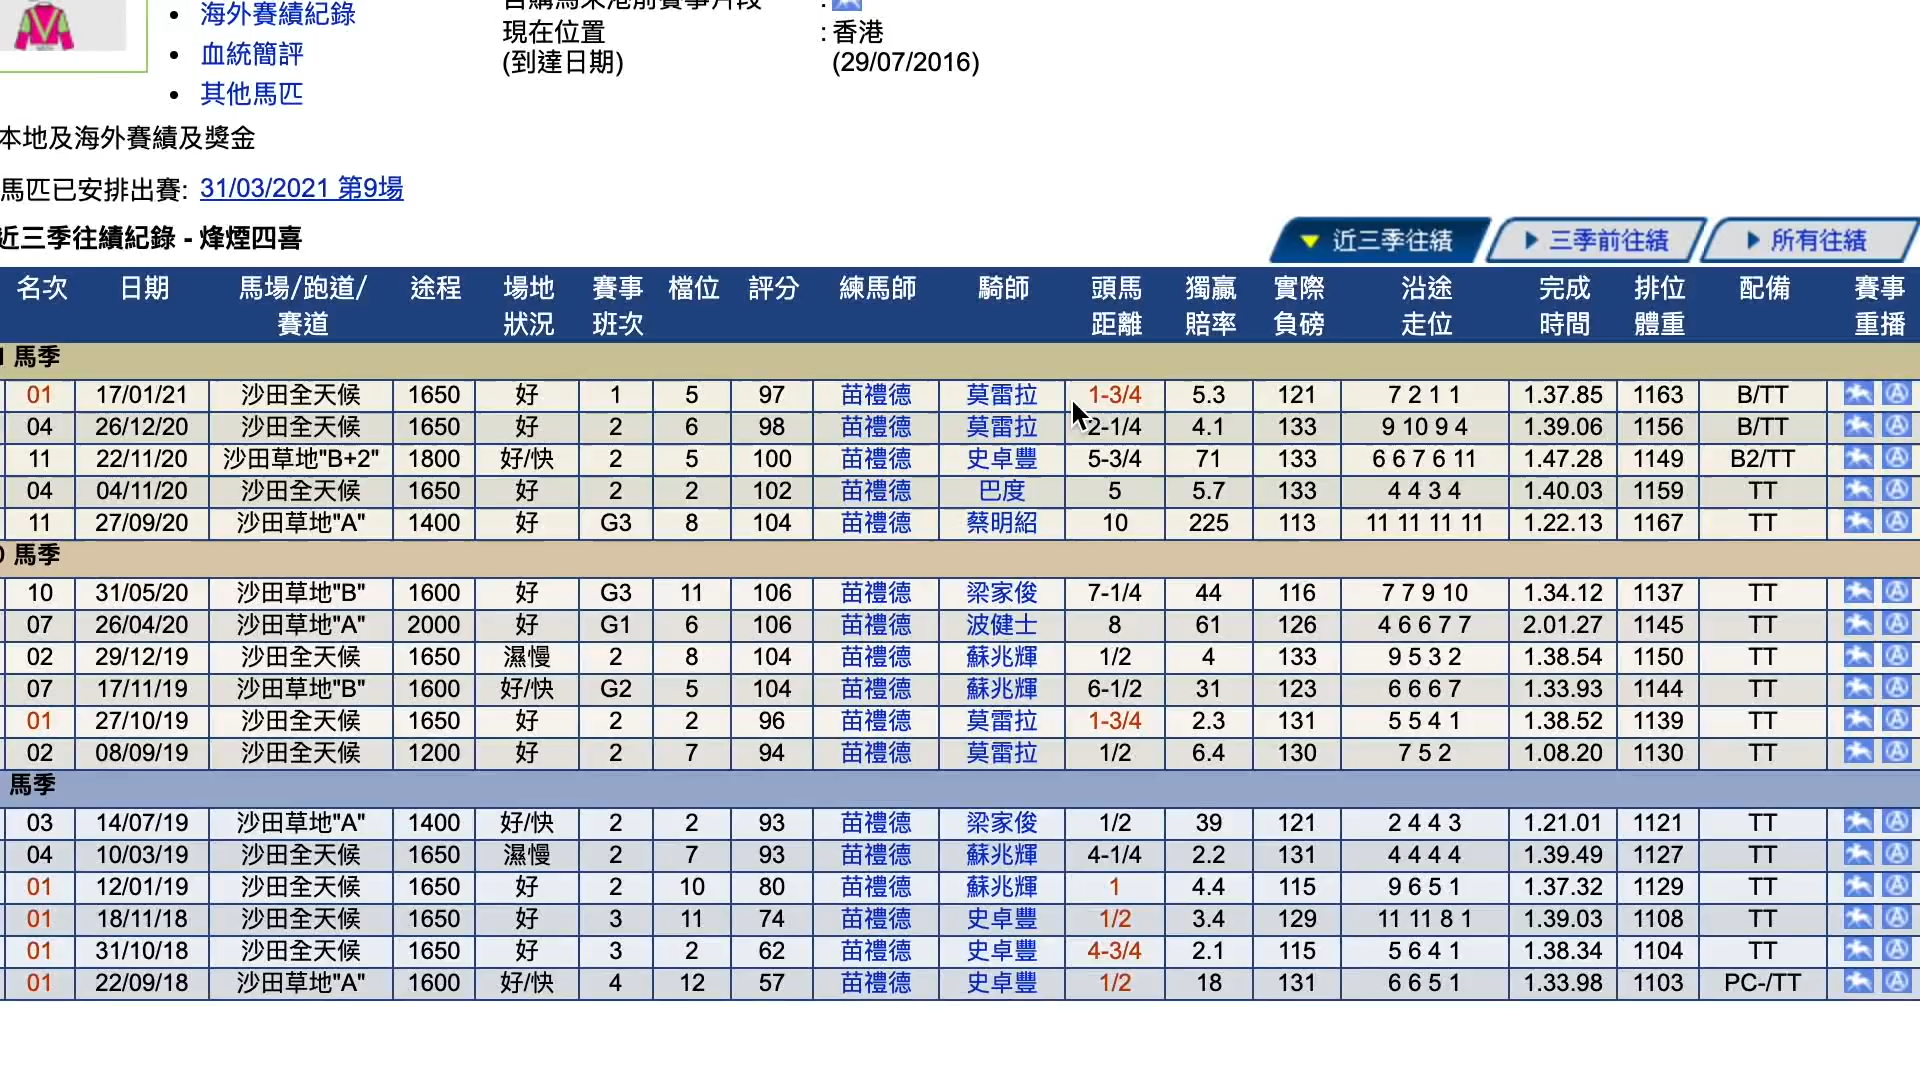 海外賽績紀錄
血統簡評
其他馬匹
現在位置 : 香港
(到達日期) (29/07/2016)
本地及海外賽績及獎金
馬匹已安排出賽: 31/03/2021 第9場
近三季往績紀錄 - 烽煙四喜
近三季往績 三季前往績 所有往績
名次 日期 馬場/跑道/賽道 途程 場地狀況 賽事班次 檔位 評分 練馬師 騎師 頭馬距離 獨贏賠率 實際負磅 沿途走位 完成時間 排位體重 配備 賽事重播
馬季
01 17/01/21 沙田全天候 1650 好 1 5 97 苗禮德 莫雷拉 1-3/4 5.3 121 7 2 1 1 1.37.85 1163 B/TT
04 26/12/20 沙田全天候 1650 好 2 6 98 苗禮德 莫雷拉 2-1/4 4.1 133 9 10 9 4 1.39.06 1156 B/TT
11 22/11/20 沙田草地"B+2" 1800 好/快 2 5 100 苗禮德 史卓豐 5-3/4 71 133 6 6 7 6 11 1.47.28 1149 B2/TT
04 04/11/20 沙田全天候 1650 好 2 2 102 苗禮德 巴度 5 5.7 133 4 4 3 4 1.40.03 1159 TT
11 27/09/20 沙田草地"A" 1400 好 G3 8 104 苗禮德 蔡明紹 10 225 113 11 11 11 11 1.22.13 1167 TT
馬季
10 31/05/20 沙田草地"B" 1600 好 G3 11 106 苗禮德 梁家俊 7-1/4 44 116 7 7 9 10 1.34.12 1137 TT
07 26/04/20 沙田草地"A" 2000 好 G1 6 106 苗禮德 波健士 8 61 126 4 6 6 7 7 2.01.27 1145 TT
02 29/12/19 沙田全天候 1650 濕慢 2 8 104 苗禮德 蘇兆輝 1/2 4 133 9 5 3 2 1.38.54 1150 TT
07 17/11/19 沙田草地"B" 1600 好/快 G2 5 104 苗禮德 蘇兆輝 6-1/2 31 123 6 6 6 7 1.33.93 1144 TT
01 27/10/19 沙田全天候 1650 好 2 2 96 苗禮德 莫雷拉 1-3/4 2.3 131 5 5 4 1 1.38.52 1139 TT
02 08/09/19 沙田全天候 1200 好 2 7 94 苗禮德 莫雷拉 1/2 6.4 130 7 5 2 1.08.20 1130 TT
馬季
03 14/07/19 沙田草地"A" 1400 好/快 2 2 93 苗禮德 梁家俊 1/2 39 121 2 4 4 3 1.21.01 1121 TT
04 10/03/19 沙田全天候 1650 濕慢 2 7 93 苗禮德 蘇兆輝 4-1/4 2.2 131 4 4 4 4 1.39.49 1127 TT
01 12/01/19 沙田全天候 1650 好 2 10 80 苗禮德 蘇兆輝 1 4.4 115 9 6 5 1 1.37.32 1129 TT
01 18/11/18 沙田全天候 1650 好 3 11 74 苗禮德 史卓豐 1/2 3.4 129 11 11 8 1 1.39.03 1108 TT
01 31/10/18 沙田全天候 1650 好 3 2 62 苗禮德 史卓豐 4-3/4 2.1 115 5 6 4 1 1.38.34 1104 TT
01 22/09/18 沙田草地"A" 1600 好/快 4 12 57 苗禮德 史卓豐 1/2 18 131 6 6 5 1 1.33.98 1103 PC-/TT